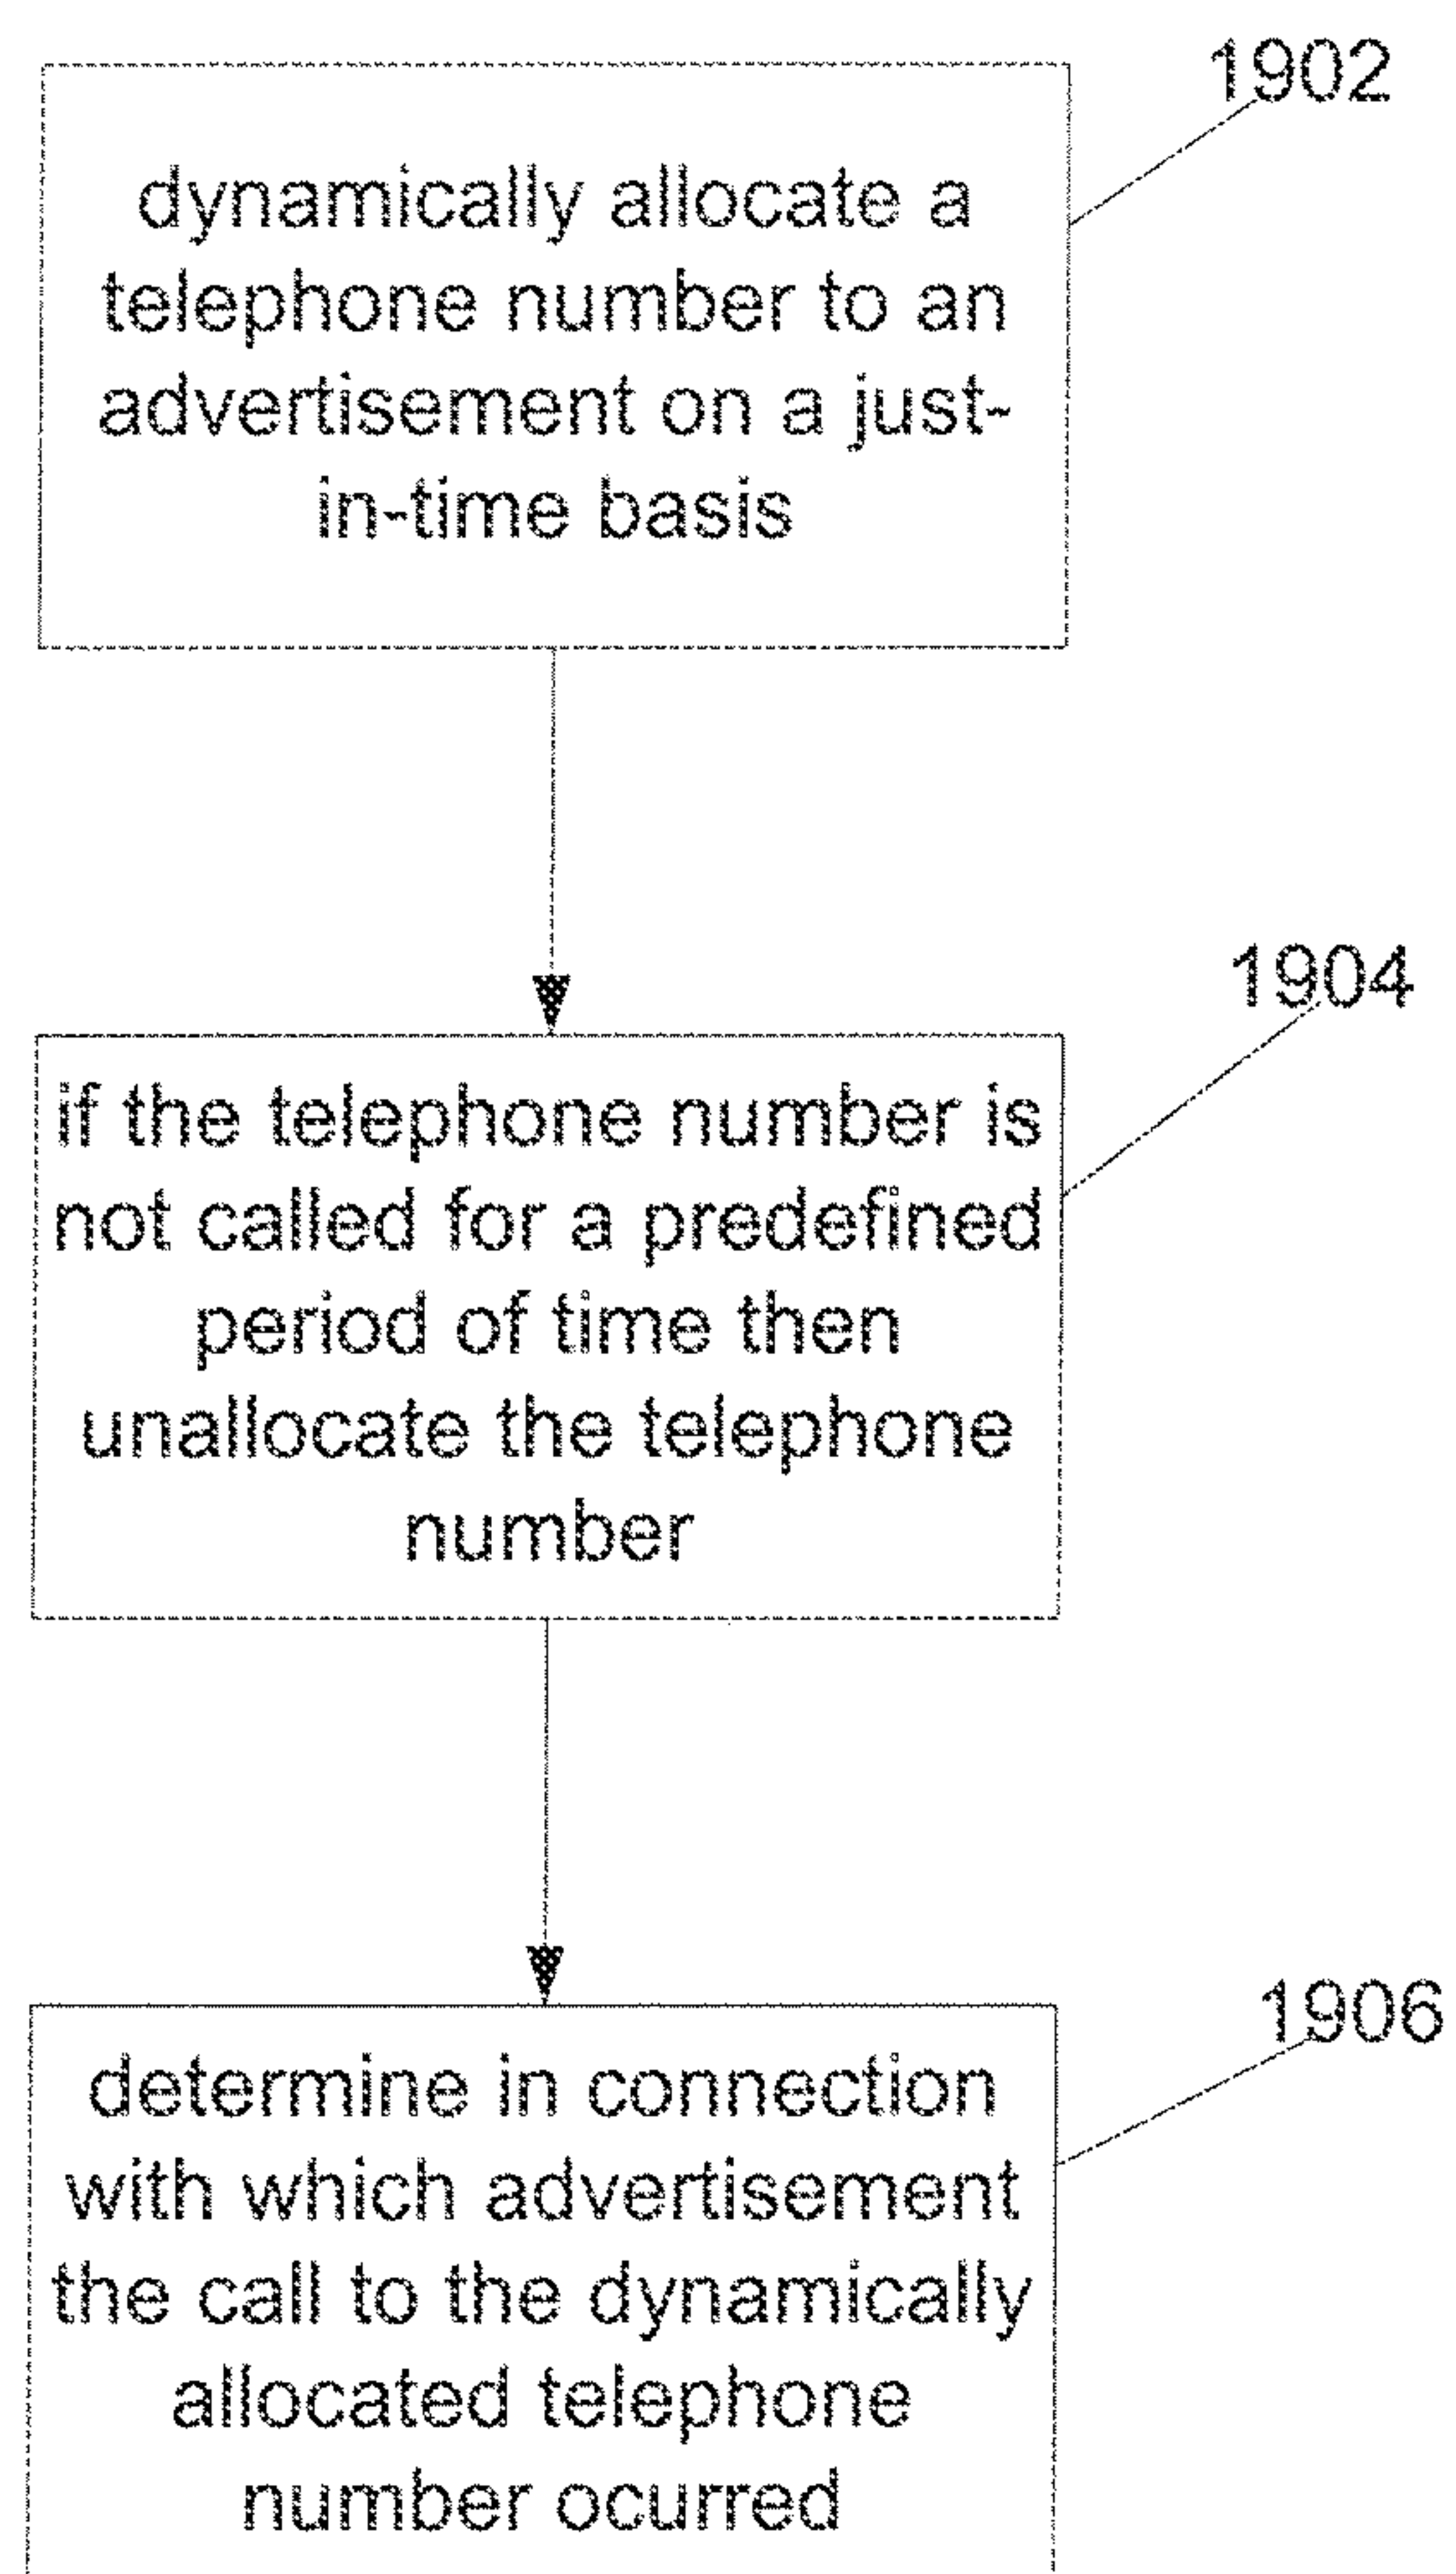 1902
dynamically allocate a
telephone number to an
advertisement on a just-
in-time basis
1904
if the telephone number is
not called for a predefined
period of time then
unallocate the telephone
number
1906
determine in connection
with which advertisement
the call to the dynamically
allocated telephone
number ocurred